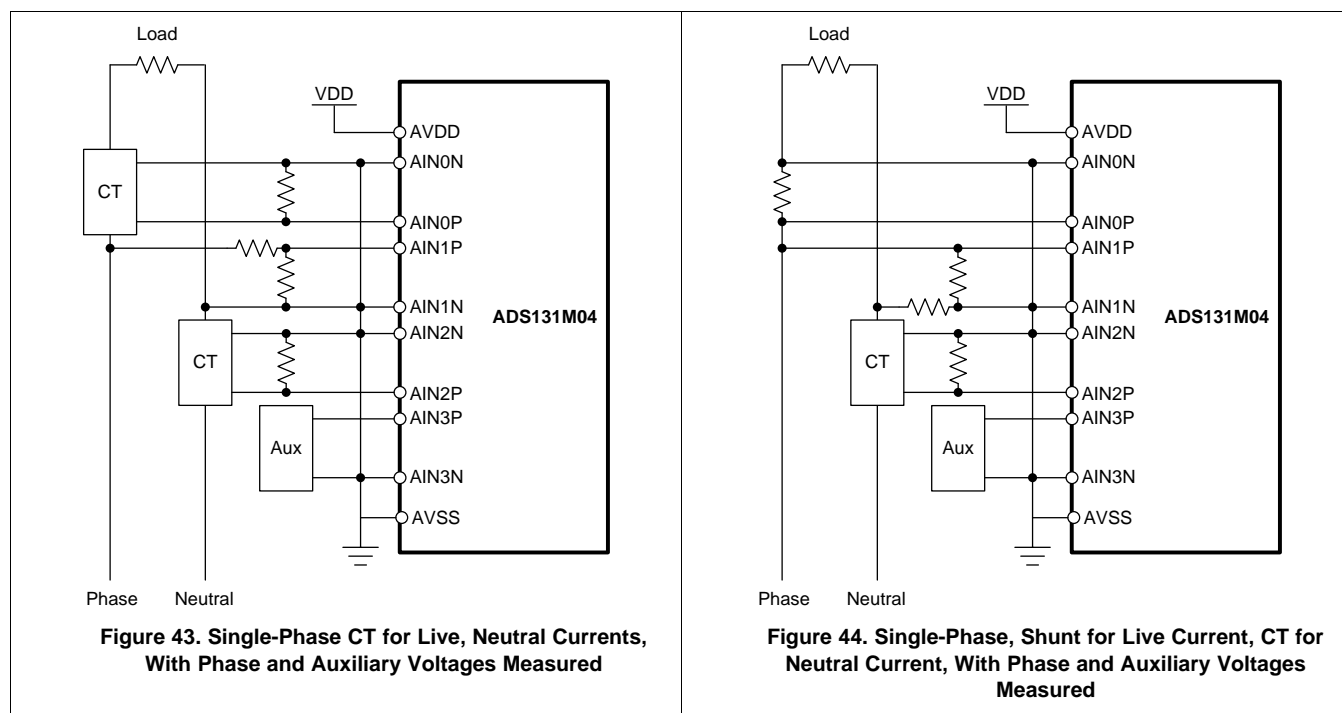 Load
VDD
AVDD
AIN0N
CT
AIN0P
AIN1P
AIN1N
ADS131M04
AIN2N
CT
AIN2P
AIN3P
Aux
AIN3N
AVSS
Phase Neutral
Figure 43. Single-Phase CT for Live, Neutral Currents,
With Phase and Auxiliary Voltages Measured
Load
VDD
AVDD
AIN0N
AIN0P
AIN1P
AIN1N
ADS131M04
AIN2N
CT
AIN2P
AIN3P
Aux
AIN3N
AVSS
Phase Neutral
Figure 44. Single-Phase, Shunt for Live Current, CT for
Neutral Current, With Phase and Auxiliary Voltages
Measured